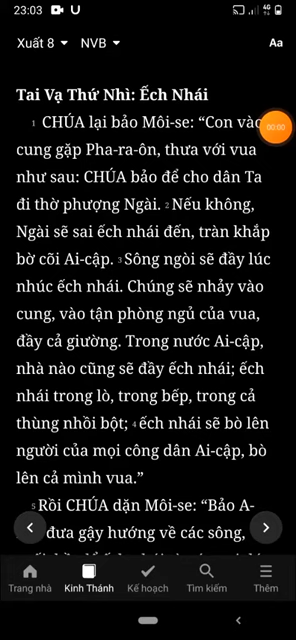 23:03
4G
Xuất 8 NVB Aa
Tai Vạ Thứ Nhì: Ếch Nhái
1 CHÚA lại bảo Môi-se: “Con vào
00:00
cung gặp Pha-ra-ôn, thưa với vua
như sau: CHÚA bảo để cho dân Ta
đi thờ phượng Ngài. 2 Nếu không,
Ngài sẽ sai ếch nhái đến, tràn khắp
bờ cõi Ai-cập. 3 Sông ngòi sẽ đầy lúc
nhúc ếch nhái. Chúng sẽ nhảy vào
cung, vào tận phòng ngủ của vua,
đầy cả giường. Trong nước Ai-cập,
nhà nào cũng sẽ đầy ếch nhái; ếch
nhái trong lò, trong bếp, trong cả
thùng nhồi bột; 4 ếch nhái sẽ bò lên
người của mọi công dân Ai-cập, bò
lên cả mình vua.”
5 Rồi CHÚA dặn Môi-se: “Bảo A-
đưa gậy hướng về các sông,
Trang nhà Kinh Thánh Kế hoạch Tìm kiếm Thêm